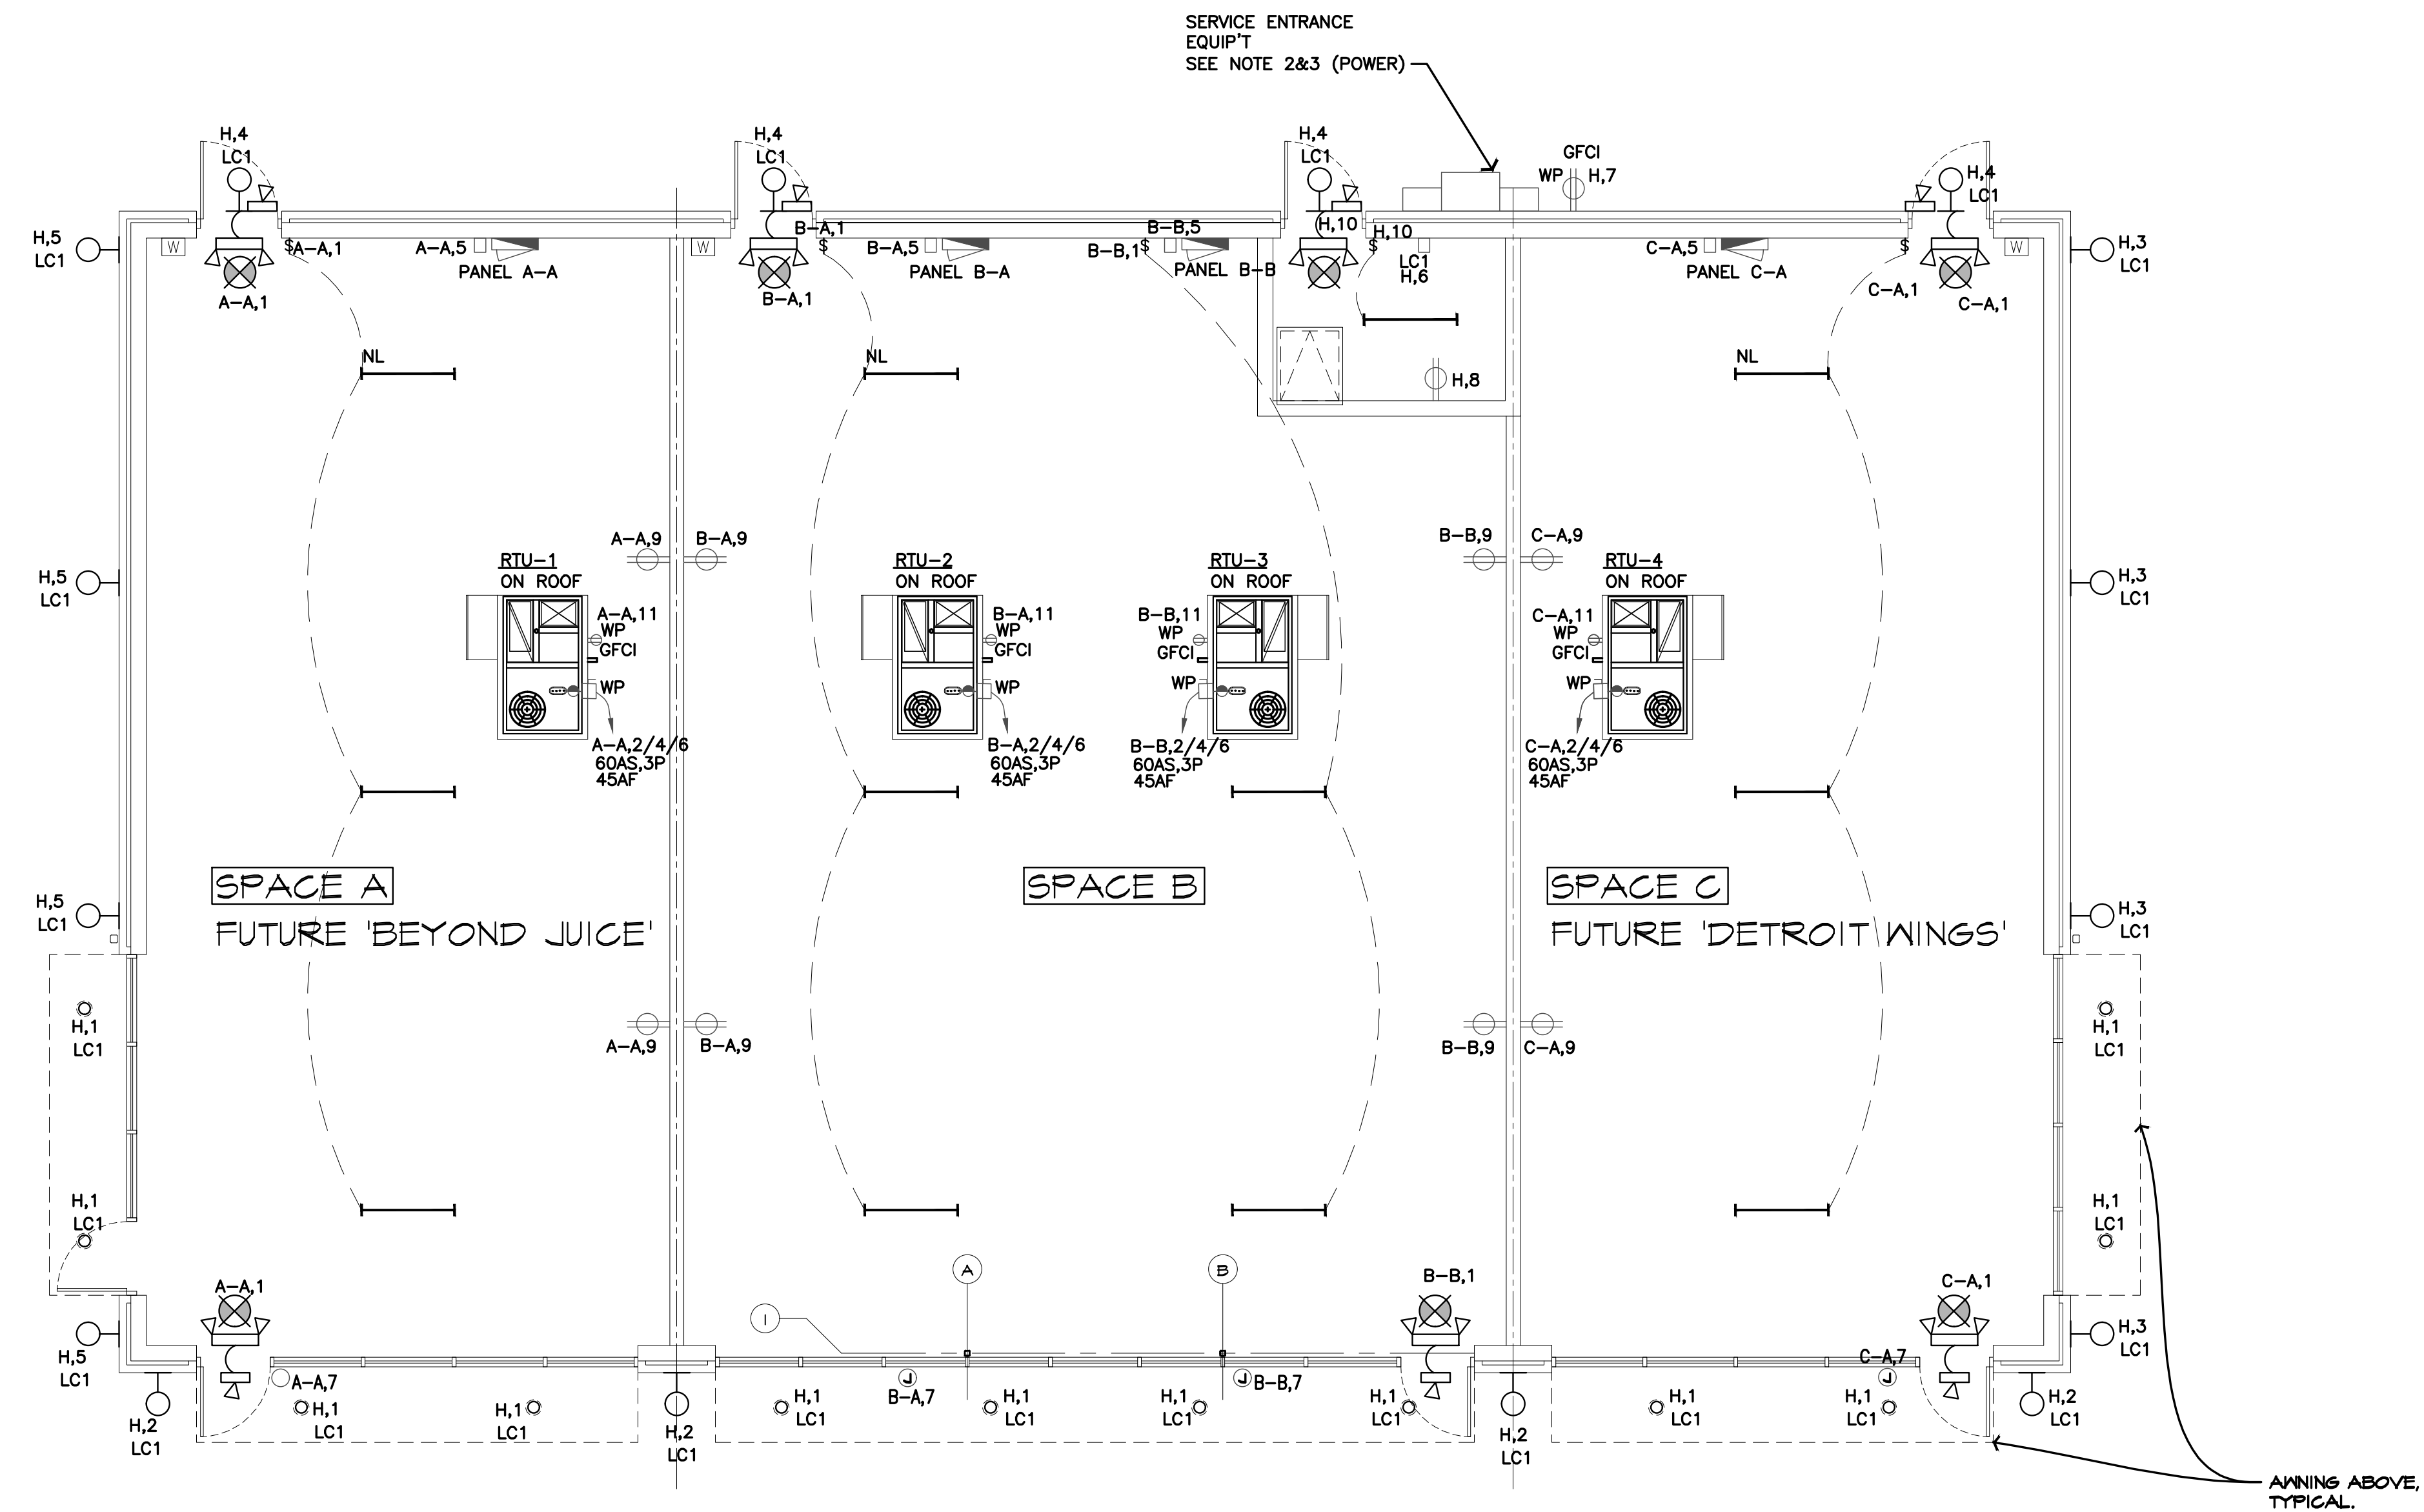 SERVICE ENTRANCE
EQUIP'T
SEE NOTE 2&3 (POWER)
H,4
LC1
H,4
LC1
H,4
LC1
GFCI
WP H,7
H,4
LC1
H,5
LC1
W
$ A-A,1
A-A,5
PANEL A-A
A-A,1
W
B-A,1
$
B-A,5
PANEL B-A
B-A,1
B-B,5
B-B,1
$
PANEL B-B
H,10
H,10
$
LC1
H,6
C-A,5
PANEL C-A
$
C-A,1
C-A,1
W
H,3
LC1
NL
NL
NL
H,8
H,5
LC1
H,3
LC1
A-A,9
B-A,9
B-B,9
C-A,9
RTU-1
ON ROOF
A-A,11
WP
GFCI
WP
A-A,2/4/6
60AS,3P
45AF
RTU-2
ON ROOF
B-A,11
WP
GFCI
WP
B-A,2/4/6
60AS,3P
45AF
RTU-3
ON ROOF
B-B,11
WP
GFCI
WP
B-B,2/4/6
60AS,3P
45AF
RTU-4
ON ROOF
C-A,11
WP
GFCI
WP
C-A,2/4/6
60AS,3P
45AF
SPACE A
FUTURE 'BEYOND JUICE'
SPACE B
SPACE C
FUTURE 'DETROIT WINGS'
H,5
LC1
H,3
LC1
H,1
LC1
H,1
LC1
A-A,9
B-A,9
B-B,9
C-A,9
H,1
LC1
H,1
LC1
A-A,1
A
B
I
B-B,1
C-A,1
H,5
LC1
H,3
LC1
A-A,7
J
B-A,7
J
B-B,7
C-A,7
J
H,2
LC1
H,1
LC1
H,1
LC1
H,2
LC1
H,1
LC1
H,1
LC1
H,1
LC1
H,1
LC1
H,2
LC1
H,1
LC1
H,1
LC1
H,2
LC1
AWNING ABOVE,
TYPICAL.